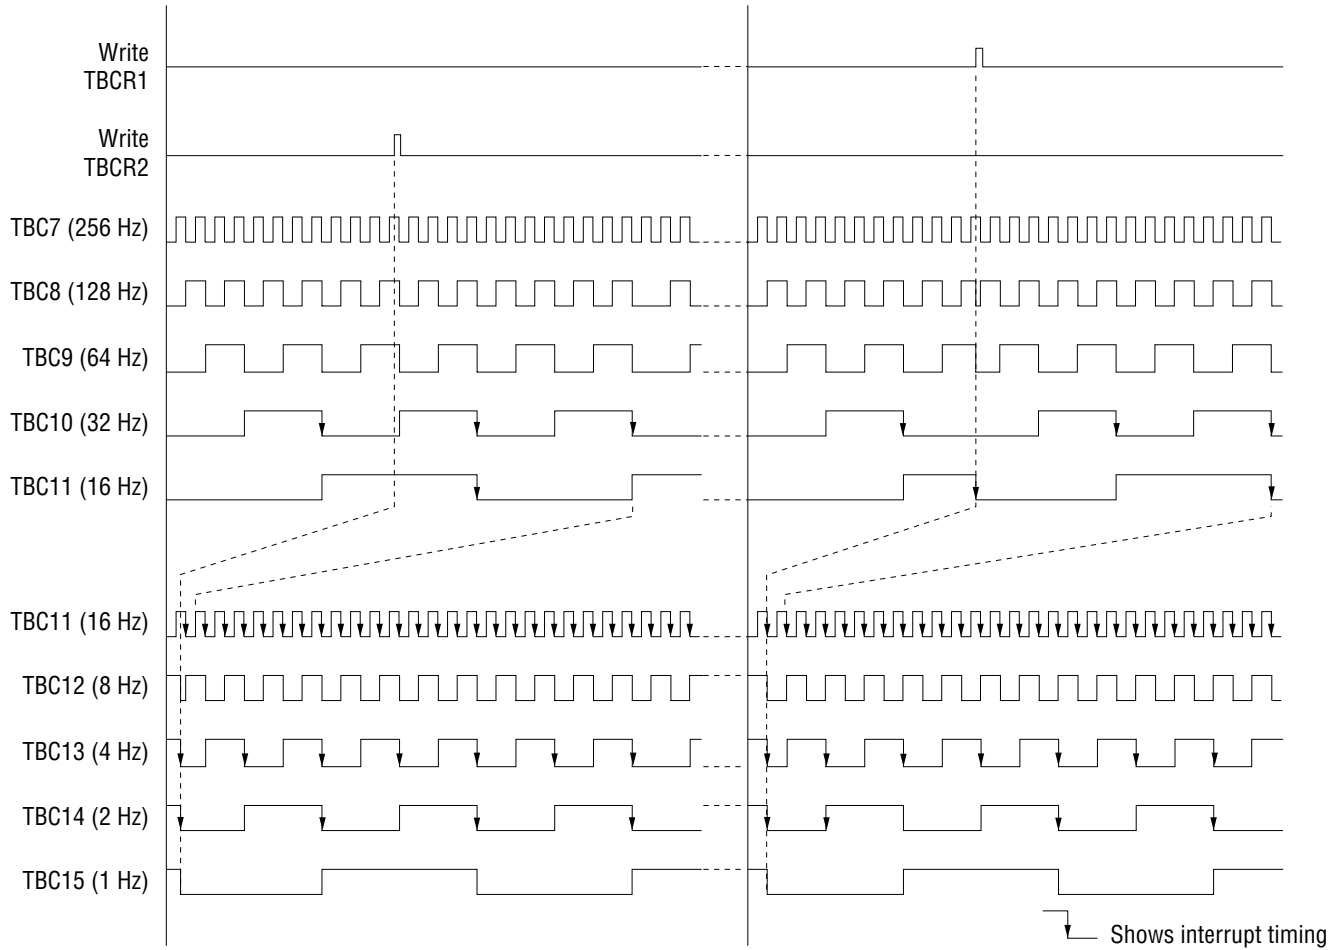 Write
TBCR1
Write
TBCR2
TBC7 (256 Hz)
TBC8 (128 Hz)
TBC9 (64 Hz)
TBC10 (32 Hz)
TBC11 (16 Hz)
TBC11 (16 Hz)
TBC12 (8 Hz)
TBC13 (4 Hz)
TBC14 (2 Hz)
TBC15 (1 Hz)
Shows interrupt timing